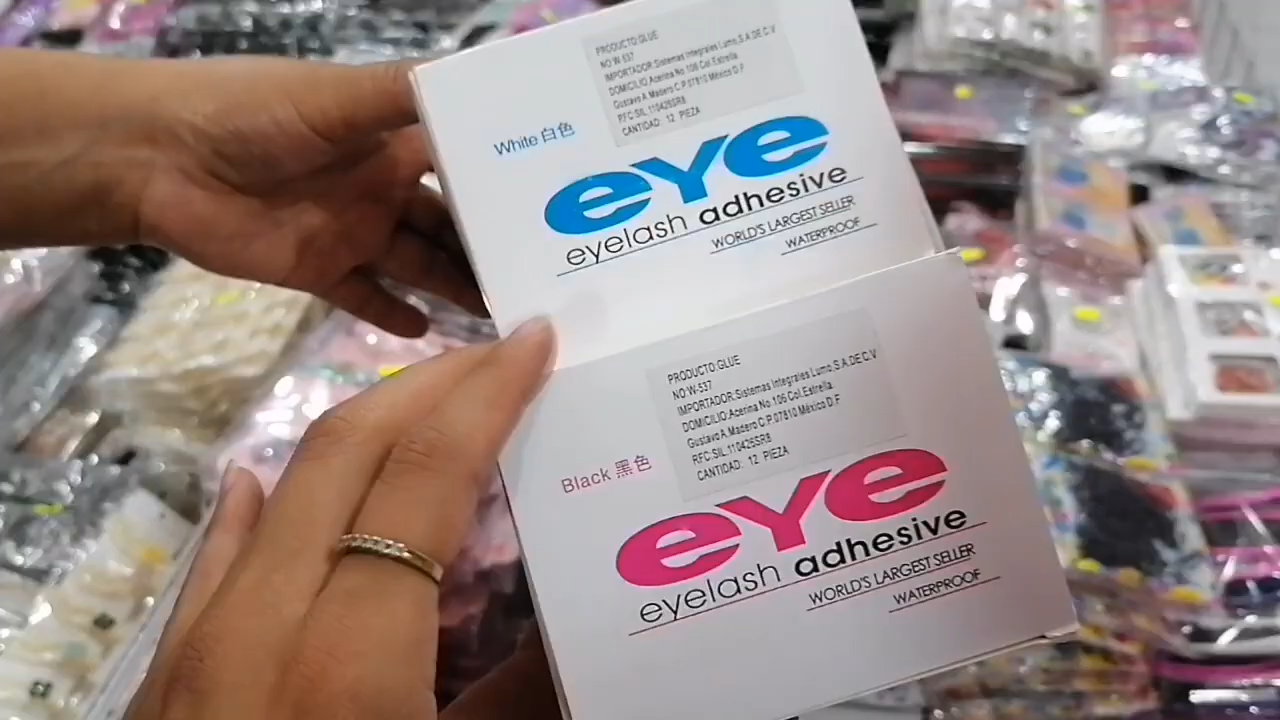 PRODUCTO:GLUE
NO:W-537
IMPORTADOR:Sistemas Integrales Lumo,S.A.DE C.V
DOMICILIO:Acerina No 106 Col.Estrella
Gustavo A.Madero C.P.07810 México D.F
RFC:SIL.110426SR8
CANTIDAD: 12 PIEZA
White 白色
eye
eyelash adhesive
WORLD'S LARGEST SELLER
WATERPROOF
PRODUCTO:GLUE
NO:W-537
IMPORTADOR:Sistemas Integrales Lumo,S.A.DE C.V
DOMICILIO:Acerina No 106 Col.Estrella
Gustavo A.Madero C.P.07810 México D.F
RFC:SIL.110426SR8
CANTIDAD: 12 PIEZA
Black 黑色
eye
eyelash adhesive
WORLD'S LARGEST SELLER
WATERPROOF